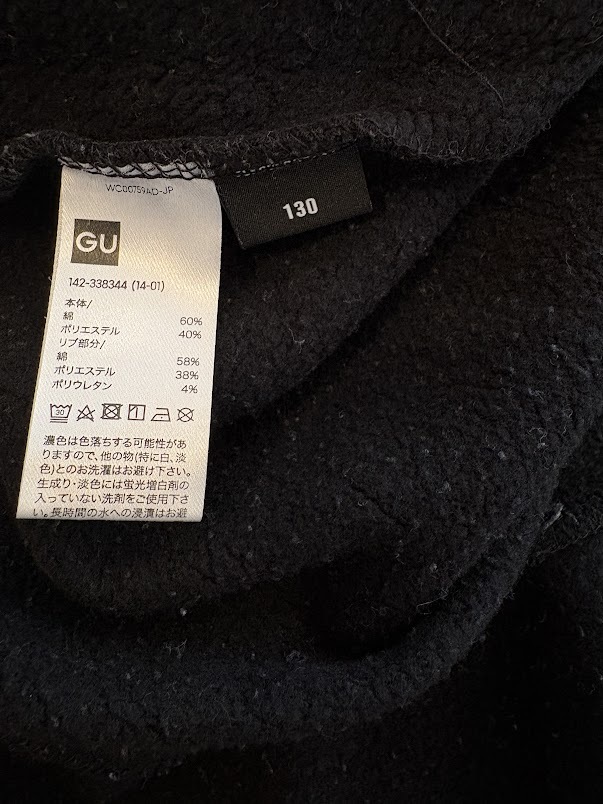 WC00759AD-JP
130
GU
142-338344 (14-01)
本体/
綿 60%
ポリエステル 40%
リブ部分/
綿 58%
ポリエステル 38%
ポリウレタン 4%
30
濃色は色落ちする可能性があ
りますので、他の物(特に白、淡
色)とのお洗濯はお避け下さい。
生成り・淡色には蛍光増白剤の
入っていない洗剤をご使用下さ
い。長時間の水への浸漬はお避